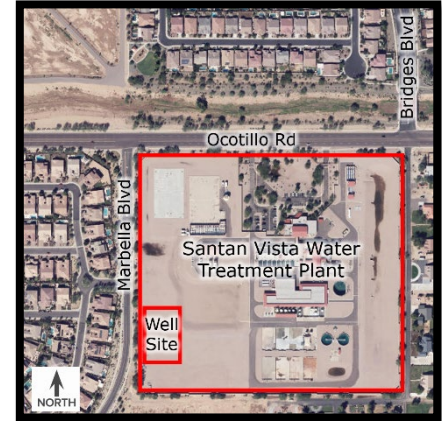 Bridges Blvd
Ocotillo Rd
Marbella Blvd
Santan Vista Water
Treatment Plant
Well
Site
NORTH